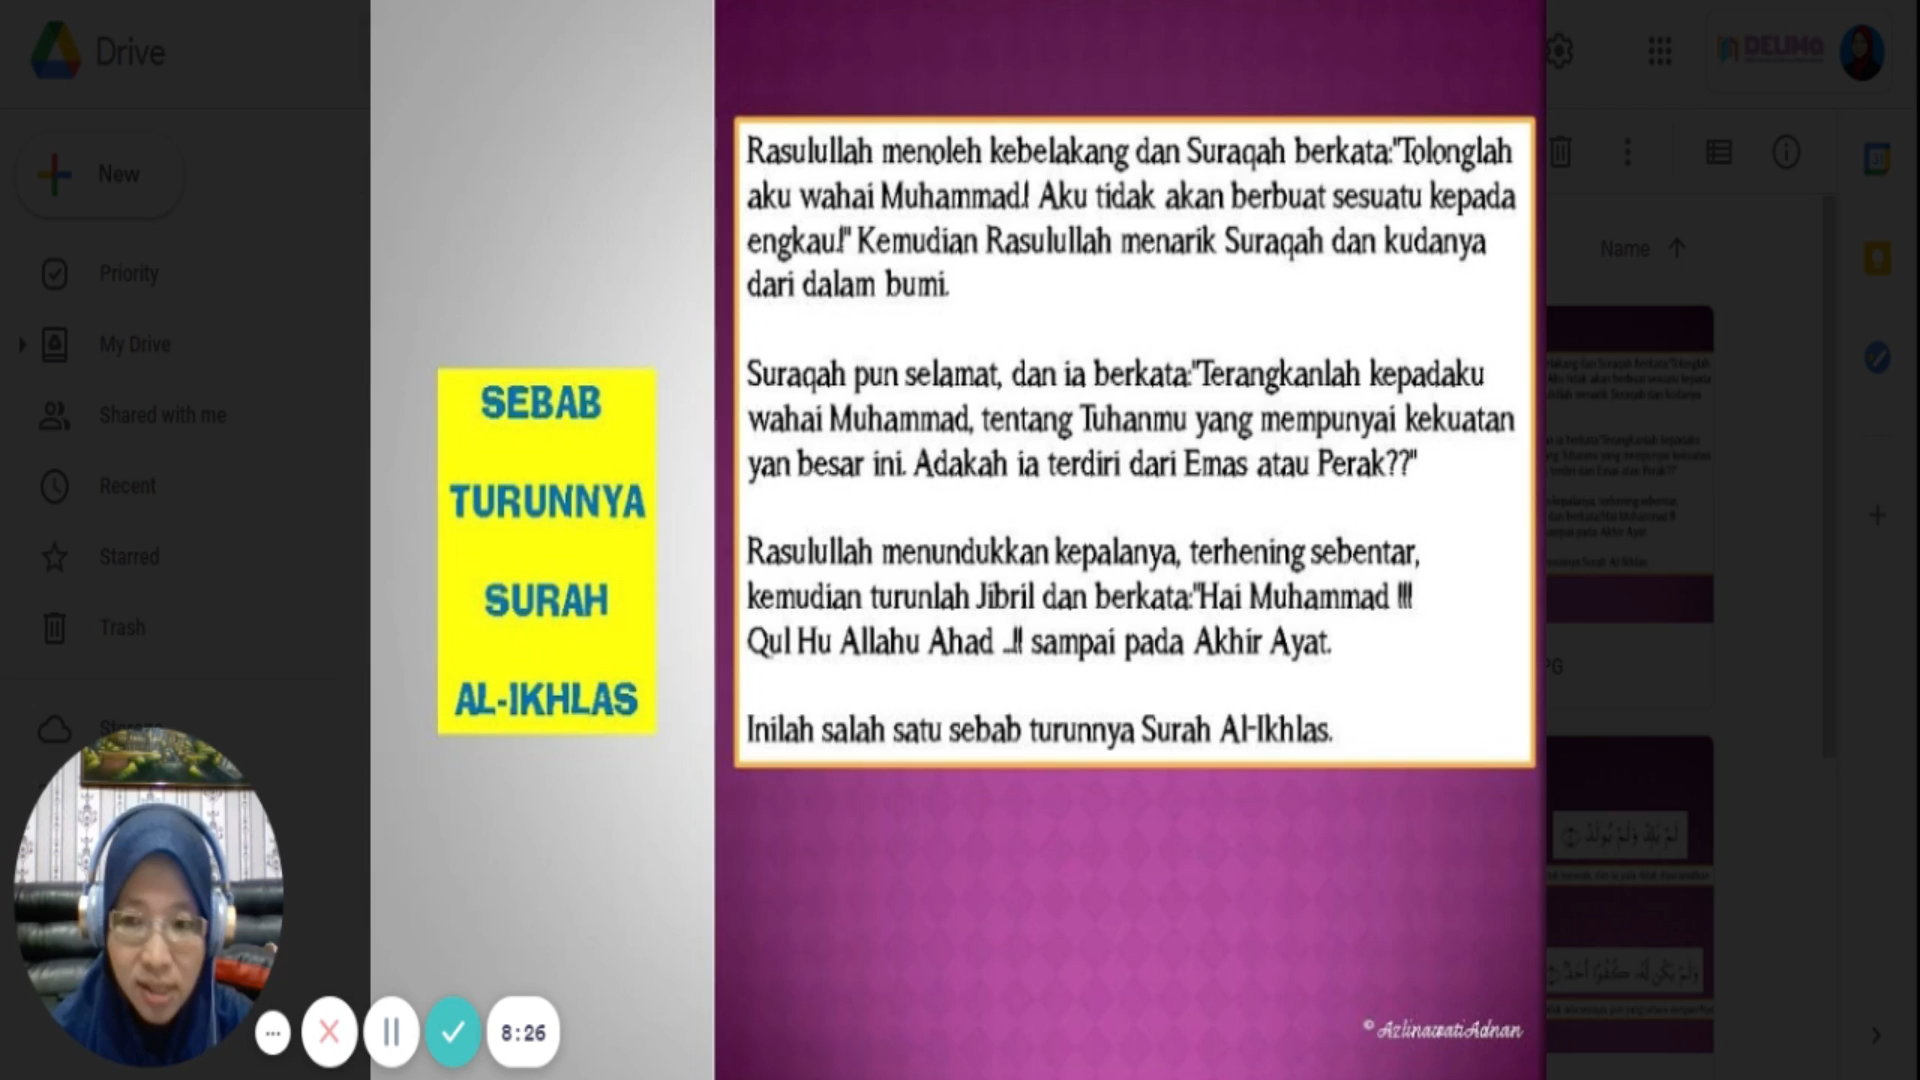 Drive
DELIMa
New
Priority
My Drive
Shared with me
Recent
Starred
Trash
Storage
SEBAB
TURUNNYA
SURAH
AL-IKHLAS
Rasulullah menoleh kebelakang dan Suraqah berkata:"Tolonglah
aku wahai Muhammad! Aku tidak akan berbuat sesuatu kepada
engkau!" Kemudian Rasulullah menarik Suraqah dan kudanya
dari dalam bumi.
Suraqah pun selamat, dan ia berkata:"Terangkanlah kepadaku
wahai Muhammad, tentang Tuhanmu yang mempunyai kekuatan
yan besar ini. Adakah ia terdiri dari Emas atau Perak??"
Rasulullah menundukkan kepalanya, terhening sebentar,
kemudian turunlah Jibril dan berkata:"Hai Muhammad !!!
Qul Hu Allahu Ahad ...!! sampai pada Akhir Ayat.
Inilah salah satu sebab turunnya Surah Al-Ikhlas.
© AzlinawatiAdnan
Name
PG
31
لَمْ يَلِدْ وَلَمْ يُولَدْ
وَلَمْ يَكُن لَّهُ كُفُوًا أَحَدٌ
8:26